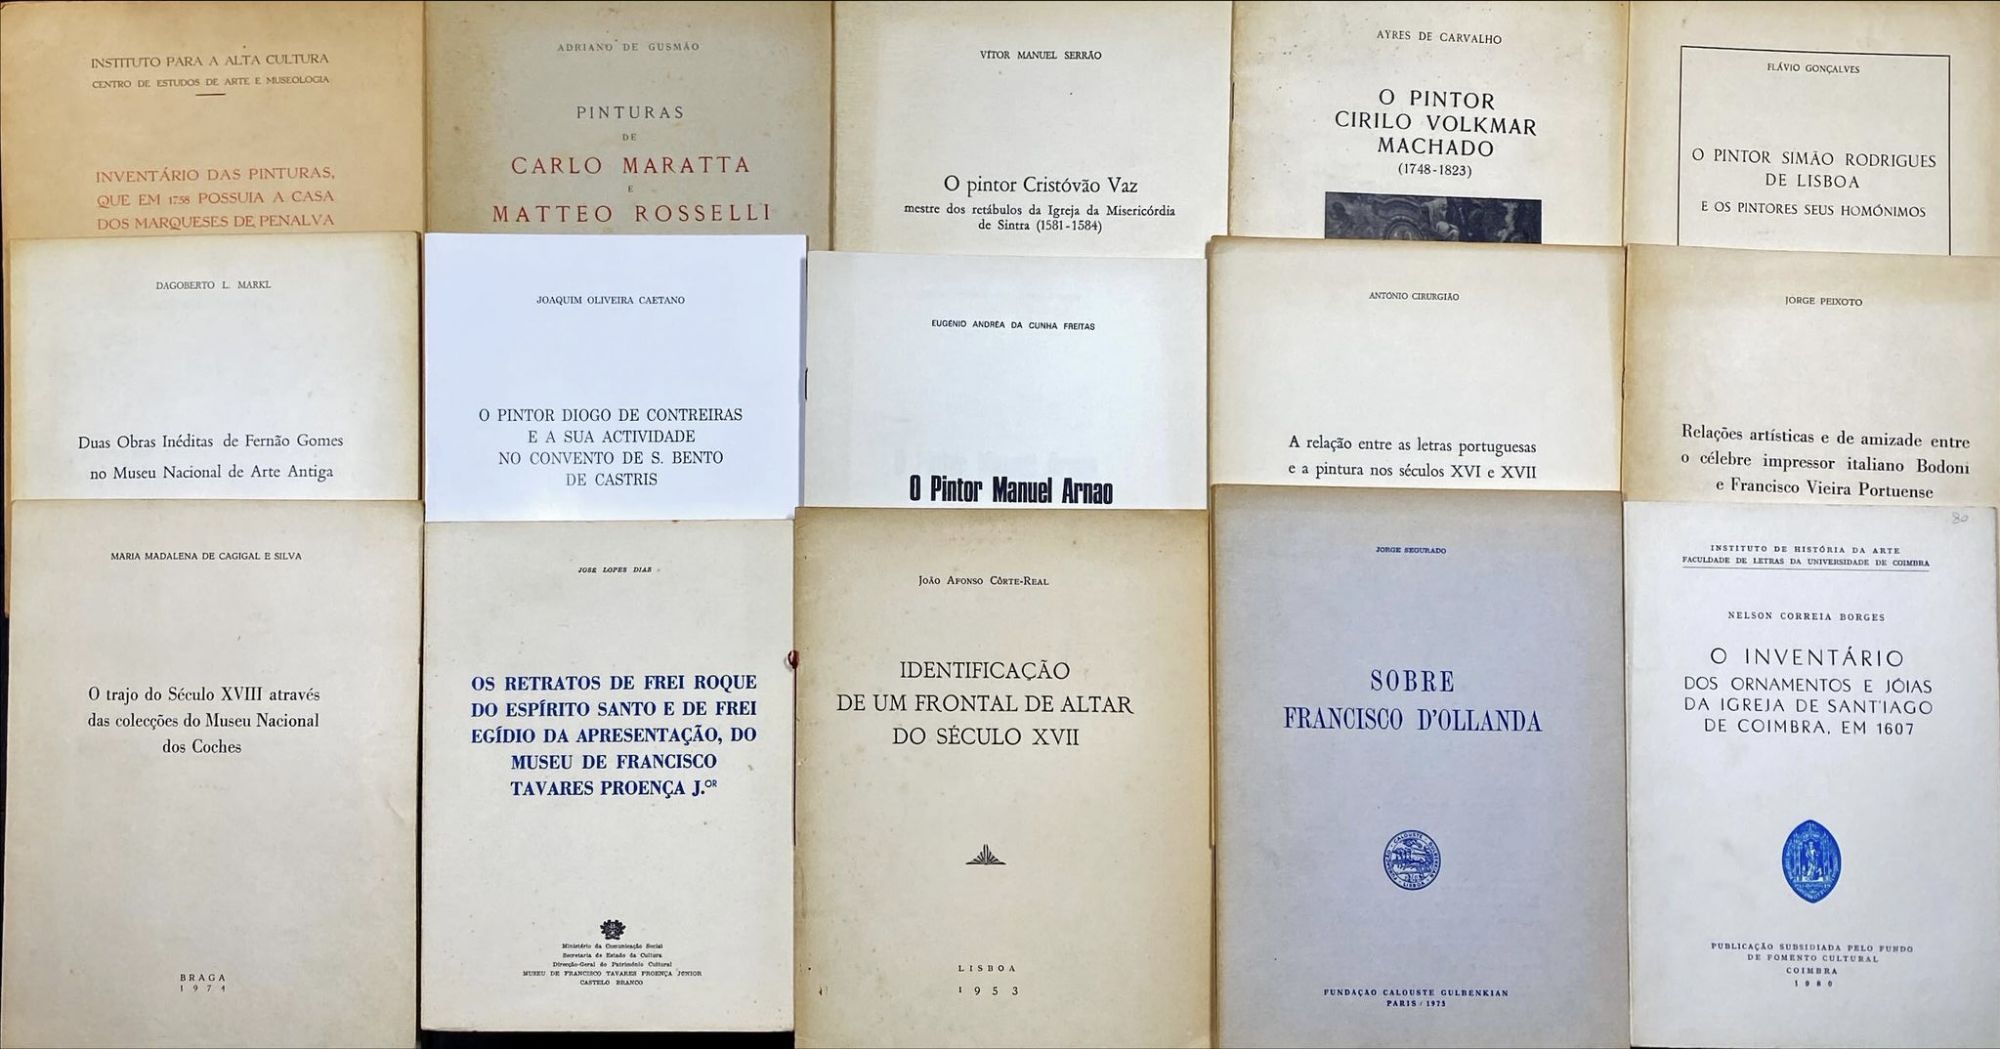 INSTITUTO PARA A ALTA CULTURA
CENTRO DE ESTUDOS DE ARTE E MUSEOLOGIA
INVENTÁRIO DAS PINTURAS,
QUE EM 1758 POSSUIA A CASA
DOS MARQUESES DE PENALVA
ADRIANO DE GUSMÃO
PINTURAS
DE
CARLO MARATTA
E
MATTEO ROSSELLI
VÍTOR MANUEL SERRÃO
O pintor Cristóvão Vaz
mestre dos retábulos da Igreja da Misericórdia
de Sintra (1581-1584)
AYRES DE CARVALHO
O PINTOR
CIRILO VOLKMAR
MACHADO
(1748-1823)
FLÁVIO GONÇALVES
O PINTOR SIMÃO RODRIGUES
DE LISBOA
E OS PINTORES SEUS HOMÓNIMOS
DAGOBERTO L. MARKL
Duas Obras Inéditas de Fernão Gomes
no Museu Nacional de Arte Antiga
JOAQUIM OLIVEIRA CAETANO
O PINTOR DIOGO DE CONTREIRAS
E A SUA ACTIVIDADE
NO CONVENTO DE S. BENTO
DE CASTRIS
EUGÉNIO ANDRÊA DA CUNHA FREITAS
O Pintor Manuel Arnao
ANTÓNIO CIRURGIÃO
A relação entre as letras portuguesas
e a pintura nos séculos XVI e XVII
JORGE PEIXOTO
Relações artísticas e de amizade entre
o célebre impressor italiano Bodoni
e Francisco Vieira Portuense
MARIA MADALENA DE CAGIGAL E SILVA
O trajo do Século XVIII através
das colecções do Museu Nacional
dos Coches
BRAGA
1974
JOSE LOPES DIAS
OS RETRATOS DE FREI ROQUE
DO ESPÍRITO SANTO E DE FREI
EGÍDIO DA APRESENTAÇÃO, DO
MUSEU DE FRANCISCO
TAVARES PROENÇA J.OR
Ministério da Comunicação Social
Secretaria de Estado da Cultura
Direcção-Geral do Património Cultural
MUSEU DE FRANCISCO TAVARES PROENÇA JÚNIOR
CASTELO BRANCO
JOÃO AFONSO CÔRTE-REAL
IDENTIFICAÇÃO
DE UM FRONTAL DE ALTAR
DO SÉCULO XVII
LISBOA
1953
JORGE SEGURADO
SOBRE
FRANCISCO D'OLLANDA
FUNDAÇÃO CALOUSTE GULBENKIAN LISBOA
FUNDAÇÃO CALOUSTE GULBENKIAN
PARIS / 1975
80
INSTITUTO DE HISTÓRIA DA ARTE
FACULDADE DE LETRAS DA UNIVERSIDADE DE COIMBRA
NELSON CORREIA BORGES
O INVENTÁRIO
DOS ORNAMENTOS E JÓIAS
DA IGREJA DE SANT'IAGO
DE COIMBRA, EM 1607
PUBLICAÇÃO SUBSIDIADA PELO FUNDO
DE FOMENTO CULTURAL
COIMBRA
1980